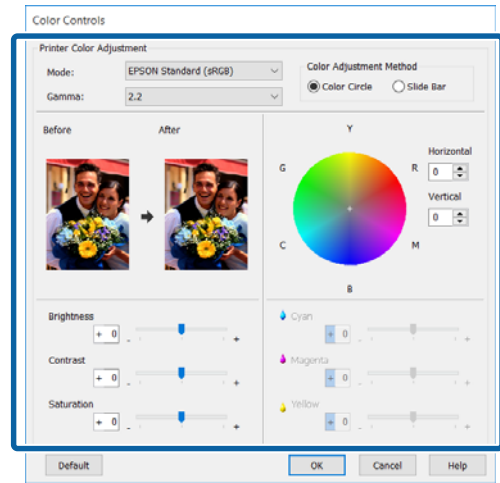 Color Controls
Printer Color Adjustment
Mode: EPSON Standard (sRGB)
Gamma: 2.2
Color Adjustment Method
Color Circle Slide Bar
Before After
Y
G R
C M
B
Horizontal
0
Vertical
0
Brightness
+ 0 - +
Contrast
+ 0 - +
Saturation
+ 0 - +
Cyan
+ 0 - +
Magenta
+ 0 - +
Yellow
+ 0 - +
Default OK Cancel Help